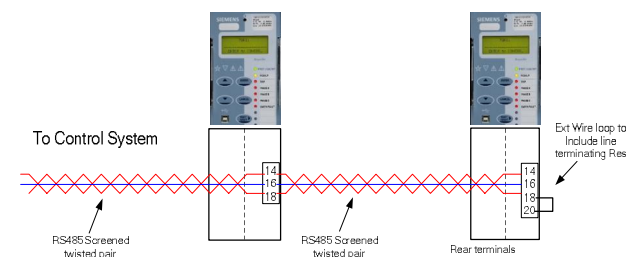 SIEMENS
SIEMENS
To Control System
14
16
18
14
16
18
20
Ext Wire loop to
Include line
terminating Res
RS485 Screened
twisted pair
RS485 Screened
twisted pair
Rear terminals